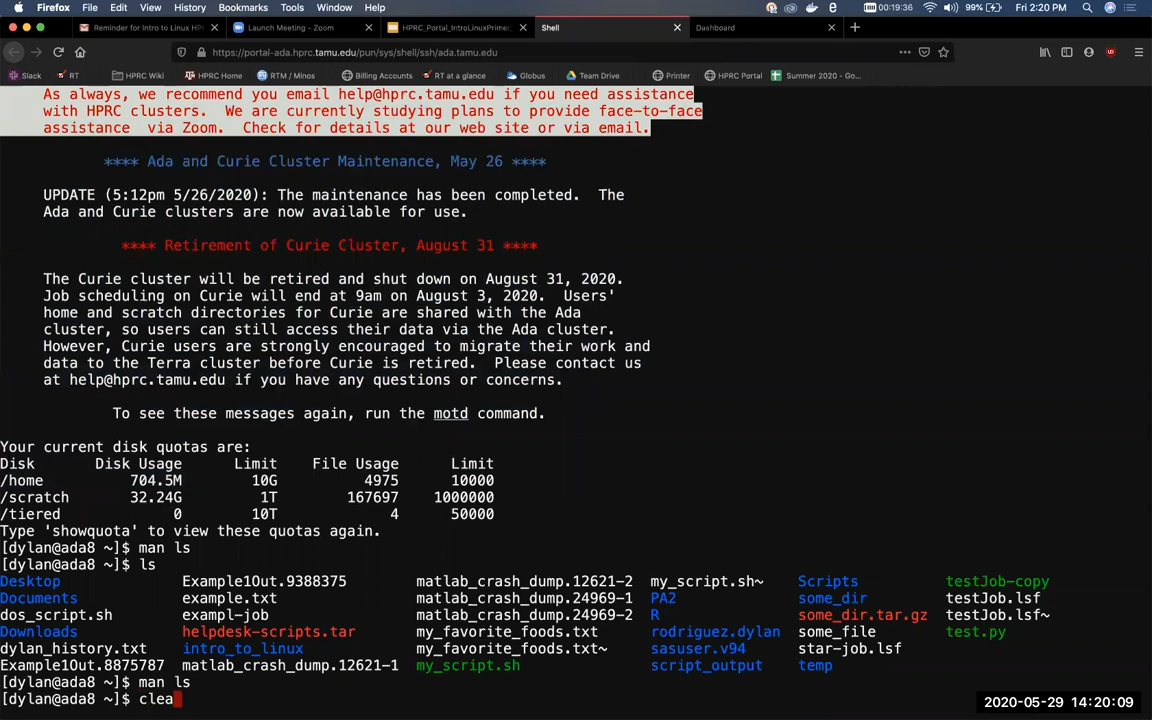 Firefox File Edit View History Bookmarks Tools Window Help 00:19:36 99% Fri 2:20 PM
Reminder for Intro to Linux HP Launch Meeting - Zoom HPRC_Portal_IntroLinuxPrimer_ Shell Dashboard
https://portal-ada.hprc.tamu.edu/pun/sys/shell/ssh/ada.tamu.edu
Slack RT HPRC Wiki HPRC Home RTM / Minos Billing Accounts RT at a glance Globus Team Drive Printer HPRC Portal Summer 2020 - Go...
As always, we recommend you email help@hprc.tamu.edu if you need assistance
with HPRC clusters. We are currently studying plans to provide face-to-face
assistance via Zoom. Check for details at our web site or via email.
**** Ada and Curie Cluster Maintenance, May 26 ****
UPDATE (5:12pm 5/26/2020): The maintenance has been completed. The
Ada and Curie clusters are now available for use.
**** Retirement of Curie Cluster, August 31 ****
The Curie cluster will be retired and shut down on August 31, 2020.
Job scheduling on Curie will end at 9am on August 3, 2020. Users'
home and scratch directories for Curie are shared with the Ada
cluster, so users can still access their data via the Ada cluster.
However, Curie users are strongly encouraged to migrate their work and
data to the Terra cluster before Curie is retired. Please contact us
at help@hprc.tamu.edu if you have any questions or concerns.
To see these messages again, run the motd command.
Your current disk quotas are:
Disk Disk Usage Limit File Usage Limit
/home 704.5M 10G 4975 10000
/scratch 32.24G 1T 167697 1000000
/tiered 0 10T 4 50000
Type 'showquota' to view these quotas again.
[dylan@ada8 ~]$ man ls
[dylan@ada8 ~]$ ls
Desktop Example1Out.9388375 matlab_crash_dump.12621-2 my_script.sh~ Scripts testJob-copy
Documents example.txt matlab_crash_dump.24969-1 PA2 some_dir testJob.lsf
dos_script.sh exampl-job matlab_crash_dump.24969-2 R some_dir.tar.gz testJob.lsf~
Downloads helpdesk-scripts.tar my_favorite_foods.txt rodriguez.dylan some_file test.py
dylan_history.txt intro_to_linux my_favorite_foods.txt~ sasuser.v94 star-job.lsf
Example1Out.8875787 matlab_crash_dump.12621-1 my_script.sh script_output temp
[dylan@ada8 ~]$ man ls
[dylan@ada8 ~]$ clea
2020-05-29 14:20:09